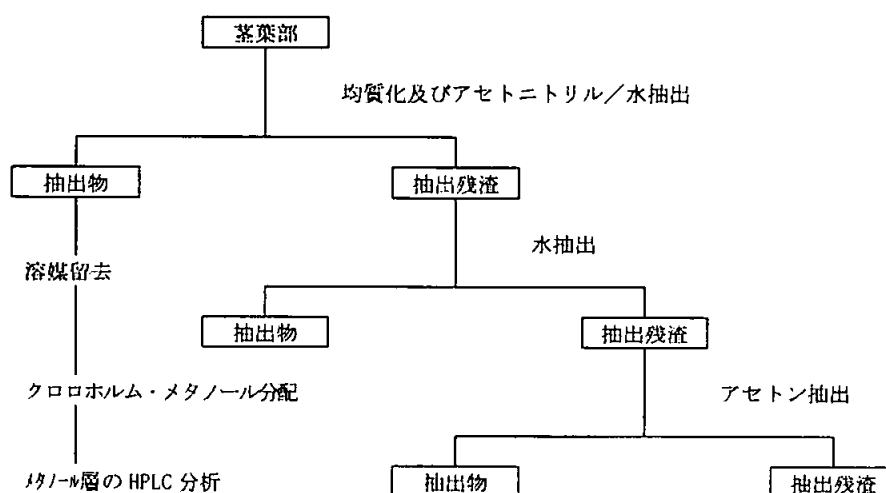 茎葉部
均質化及びアセトニトリル／水抽出
抽出物
抽出残渣
水抽出
溶媒留去
抽出物
抽出残渣
クロロホルム・メタノール分配
アセトン抽出
メタノール層の HPLC 分析
抽出物
抽出残渣